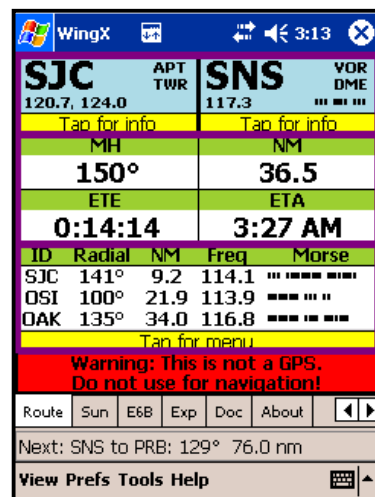 WingX 3:13
SJC APT TWR SNS VOR DME
120.7, 124.0 117.3
Tap for info Tap for info
MH NM
150° 36.5
ETE ETA
0:14:14 3:27 AM
ID Radial NM Freq Morse
SJC 141° 9.2 114.1
OSI 100° 21.9 113.9
OAK 135° 34.0 116.8
Tap for menu
Warning: This is not a GPS.
Do not use for navigation!
Route Sun E6B Exp Doc About
Next: SNS to PRB: 129° 76.0 nm
View Prefs Tools Help